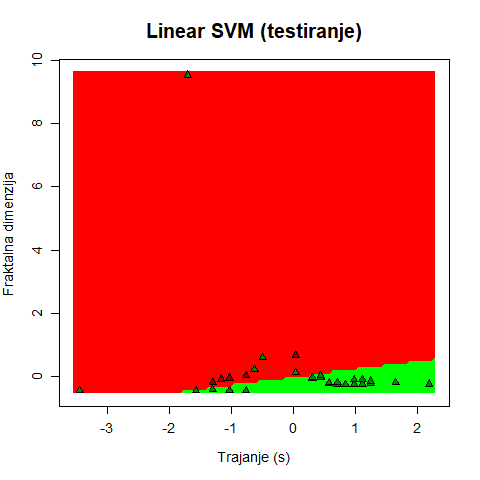 Linear SVM (testiranje)
Fraktalna dimenzija
10
8
6
4
2
0
-3 -2 -1 0 1 2
Trajanje (s)